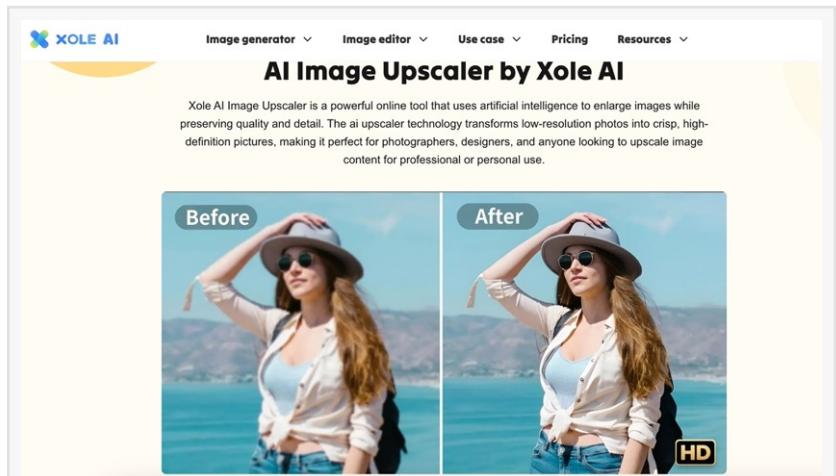 XOLE AI
Image generator Image editor Use case Pricing Resources
AI Image Upscaler by Xole AI
Xole AI Image Upscaler is a powerful online tool that uses artificial intelligence to enlarge images while
preserving quality and detail. The ai upscaler technology transforms low-resolution photos into crisp, high-
definition pictures, making it perfect for photographers, designers, and anyone looking to upscale image
content for professional or personal use.
Before After
HD